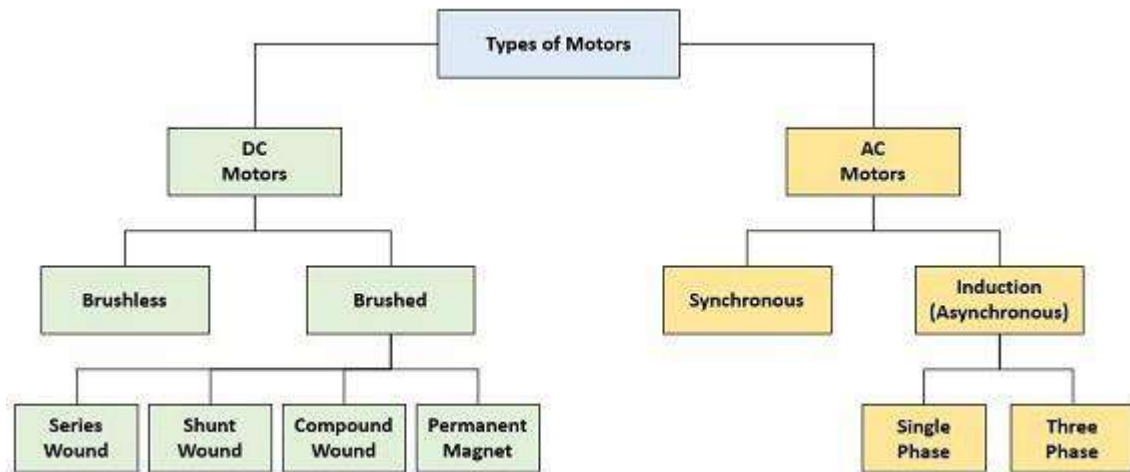 Types of Motors
DC
Motors
AC
Motors
Brushless
Brushed
Synchronous
Induction
(Asynchronous)
Series
Wound
Shunt
Wound
Compound
Wound
Permanent
Magnet
Single
Phase
Three
Phase